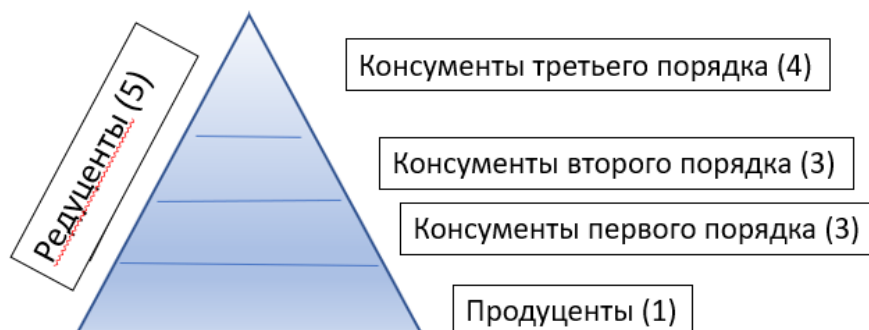 Редуценты (5)
Консументы третьего порядка (4)
Консументы второго порядка (3)
Консументы первого порядка (3)
Продуценты (1)